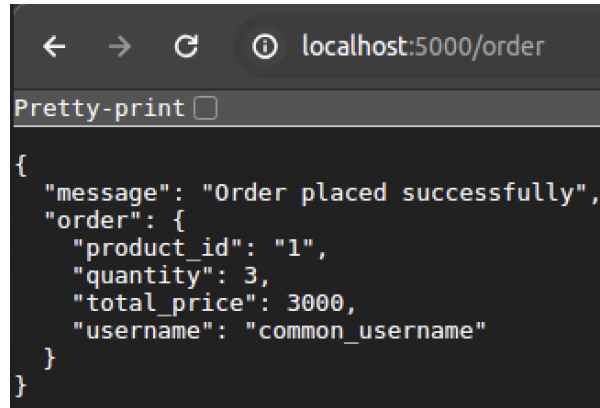 localhost:5000/order
Pretty-print
{
  "message": "Order placed successfully",
  "order": {
    "product_id": "1",
    "quantity": 3,
    "total_price": 3000,
    "username": "common_username"
  }
}